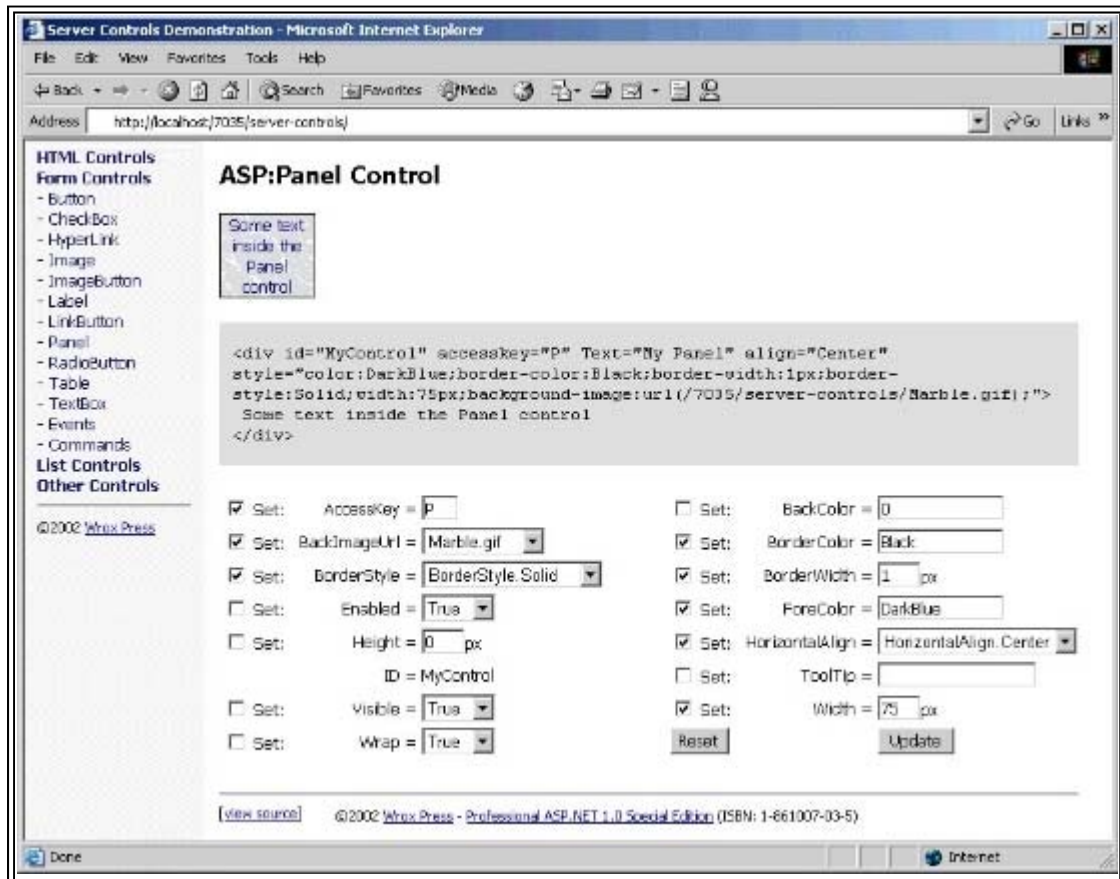 Server Controls Demonstration - Microsoft Internet Explorer
File Edit View Favorites Tools Help
Back Search Favorites Media
Address http://localhost/7035/server-controls/ Go Links »
HTML Controls
Form Controls
- Button
- CheckBox
- HyperLink
- Image
- ImageButton
- Label
- LinkButton
- Panel
- RadioButton
- Table
- TextBox
- Events
- Commands
List Controls
Other Controls
©2002 Wrox Press
ASP:Panel Control
Some text
inside the
Panel
control
<div id="MyControl" accesskey="P" Text="My Panel" align="Center"
style="color:DarkBlue;border-color:Black;border-width:1px;border-
style:Solid;width:75px;background-image:url(/7035/server-controls/Marble.gif);">
Some text inside the Panel control
</div>
Set: AccessKey = P Set: BackColor = 0
Set: BackImageUrl = Marble.gif Set: BorderColor = Black
Set: BorderStyle = BorderStyle.Solid Set: BorderWidth = 1 px
Set: Enabled = True Set: ForeColor = DarkBlue
Set: Height = 0 px Set: HorizontalAlign = HorizontalAlign.Center
ID = MyControl Set: ToolTip =
Set: Visible = True Set: Width = 75 px
Set: Wrap = True Reset Update
[view source] ©2002 Wrox Press - Professional ASP.NET 1.0 Special Edition (ISBN: 1-861007-03-5)
Done Internet